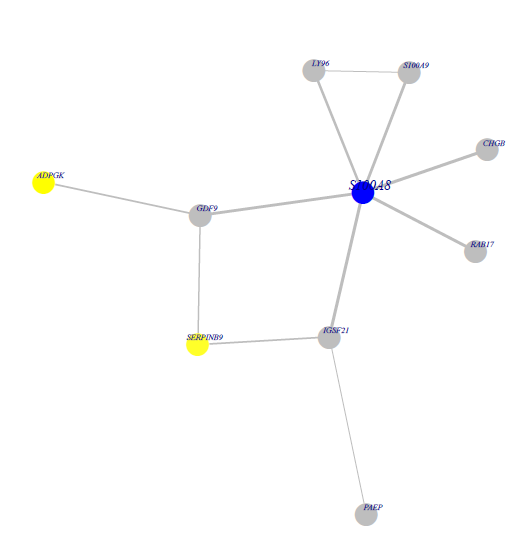 LY96
S100A9
CHGB
ADPGK
S100A8
GDF9
RAB17
IGSF21
SERPINB9
PAEP